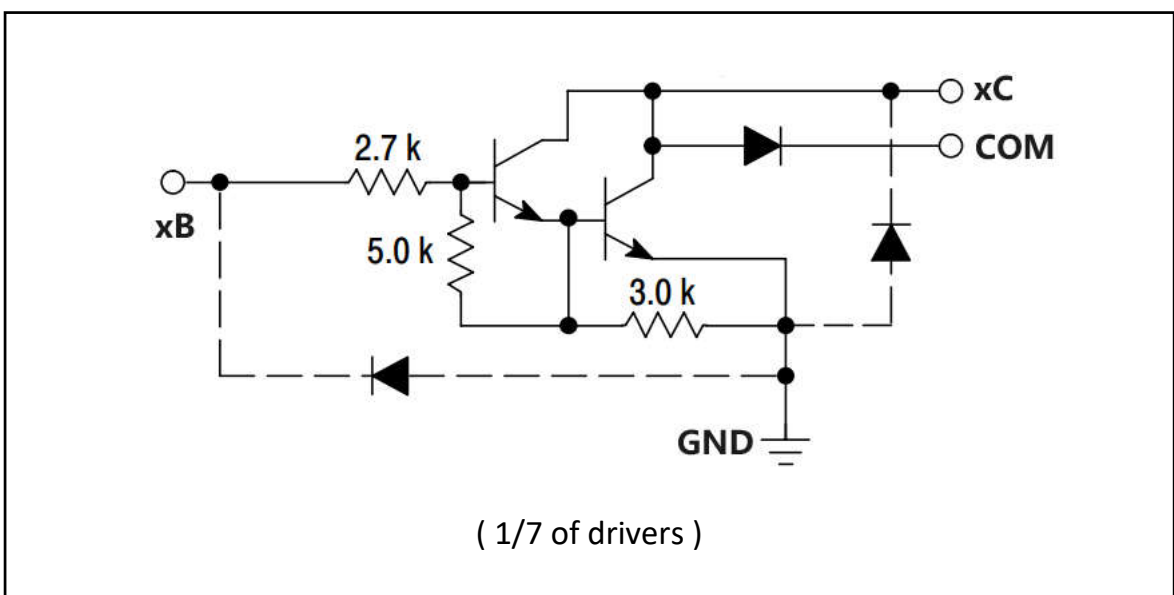 xC
COM
2.7 k
xB
5.0 k
3.0 k
GND
( 1/7 of drivers )